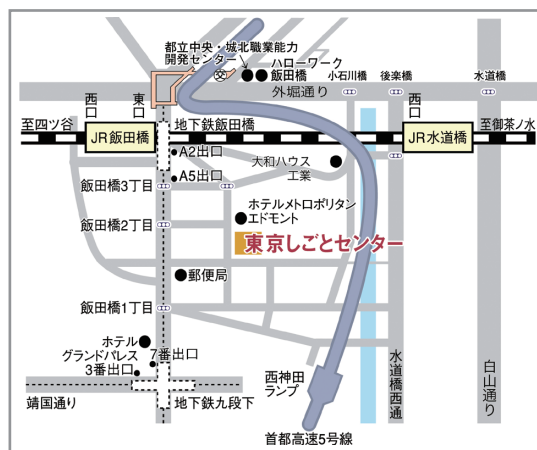 都立中央・城北職業能力
開発センター
ハローワーク
飯田橋
小石川橋
後楽橋
水道橋
外堀通り
西口
東口
西口
至四ツ谷
地下鉄飯田橋
至御茶ノ水
JR飯田橋
JR水道橋
A2出口
大和ハウス
工業
A5出口
飯田橋3丁目
ホテルメトロポリタン
エドモント
飯田橋2丁目
東京しごとセンター
郵便局
飯田橋1丁目
ホテル
グランドパレス
7番出口
3番出口
西神田
ランプ
水道橋西通
白山通り
靖国通り
地下鉄九段下
首都高速5号線